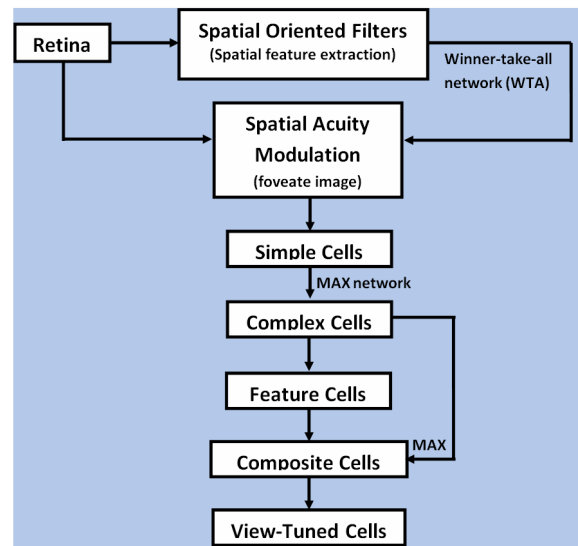 Retina
Spatial Oriented Filters
(Spatial feature extraction)
Winner-take-all
network (WTA)
Spatial Acuity
Modulation
(foveate image)
Simple Cells
MAX network
Complex Cells
Feature Cells
MAX
Composite Cells
View-Tuned Cells